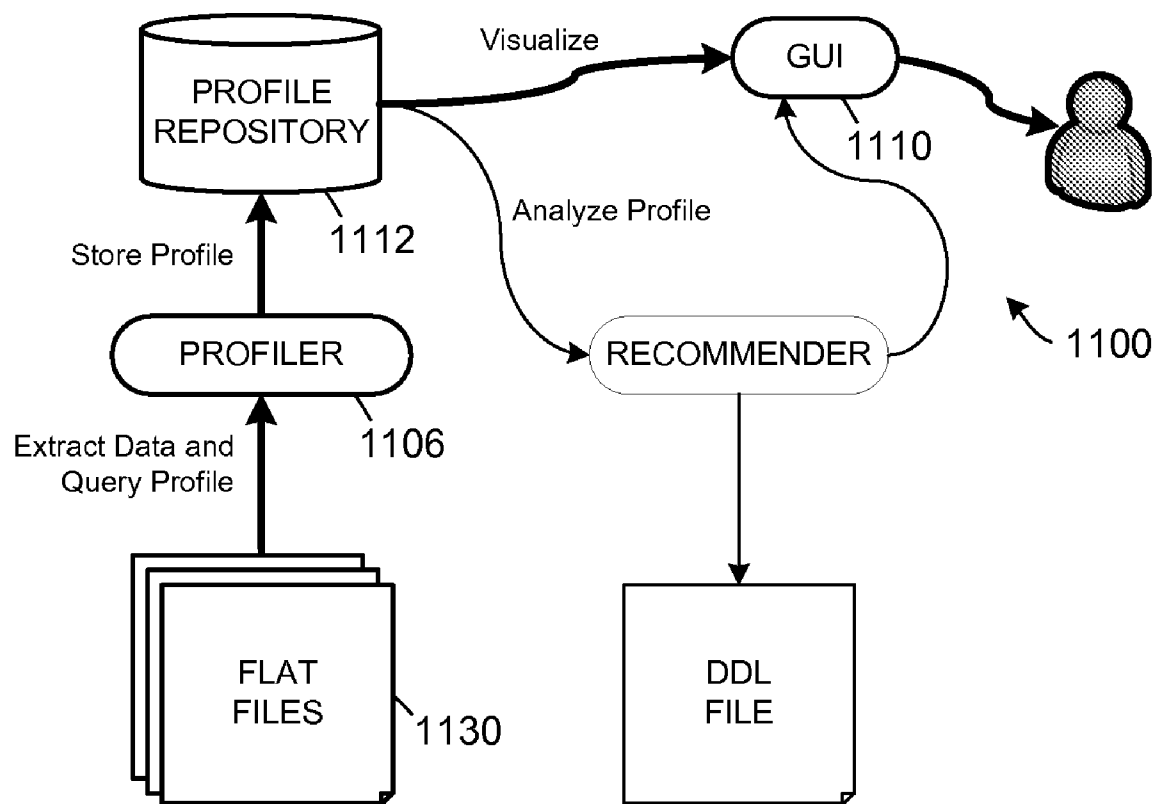 Visualize
GUI
PROFILE
REPOSITORY
1110
Analyze Profile
1112
Store Profile
PROFILER
RECOMMENDER
1100
1106
Extract Data and
Query Profile
FLAT
FILES
DDL
FILE
1130